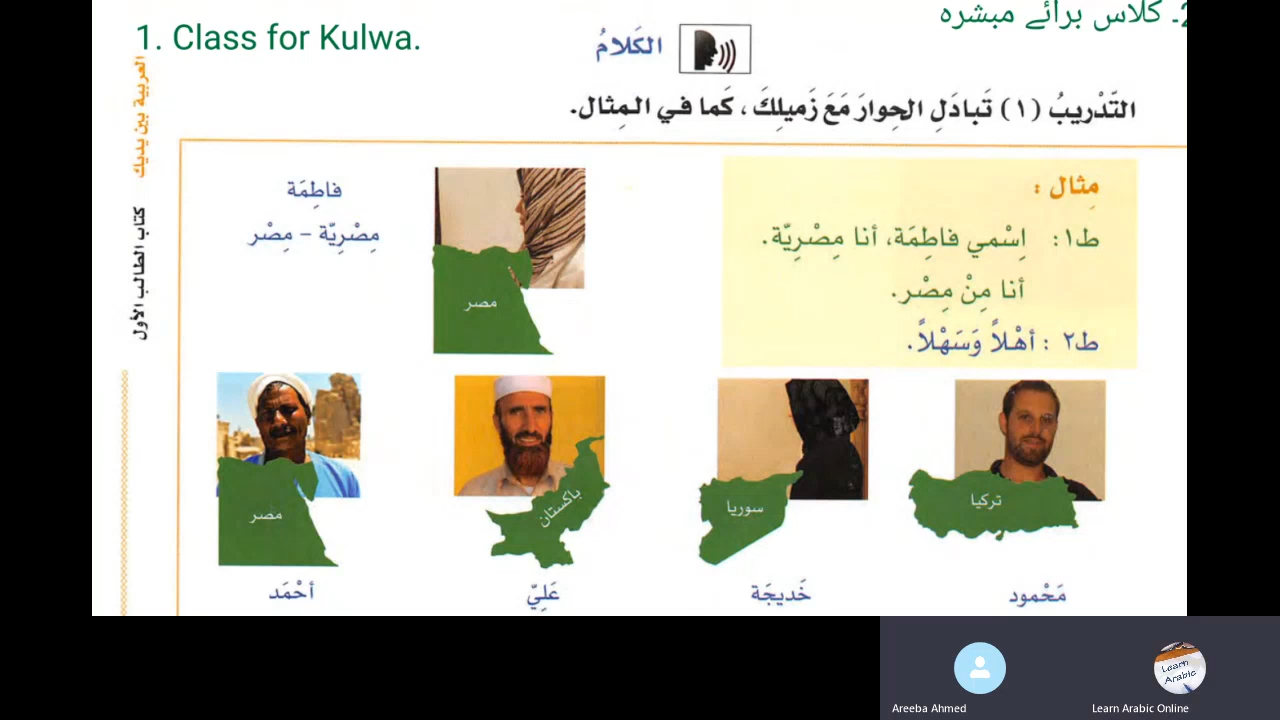 1. Class for Kulwa.
2۔ کلاس برائے مبشرہ
الكَلامُ
التَّدْريبُ (١) تَبادَلِ الحِوارَ مَعَ زَميلِكَ ، كَما في المِثال.
مِثال :
ط١: اِسْمي فاطِمَة، أنا مِصْرِيّة.
أنا مِنْ مِصْر.
ط٢ : أهْلاً وَسَهْلاً.
فاطِمَة
مِصْرِيّة - مِصْر
مصر
تركيا
سوريا
باكستان
مصر
مَحْمود
خَديجَة
عَلِيّ
أحْمَد
العربية بين يديك
كتاب الطالب الأول
Areeba Ahmed
Learn Arabic
Learn Arabic Online